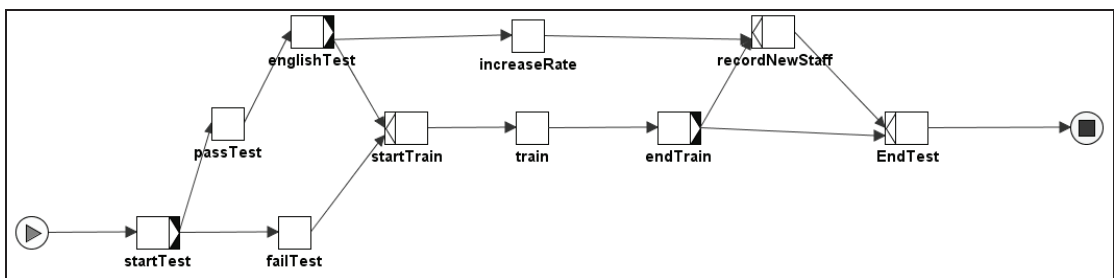 englishTest
increaseRate
recordNewStaff
passTest
startTrain
train
endTrain
EndTest
startTest
failTest